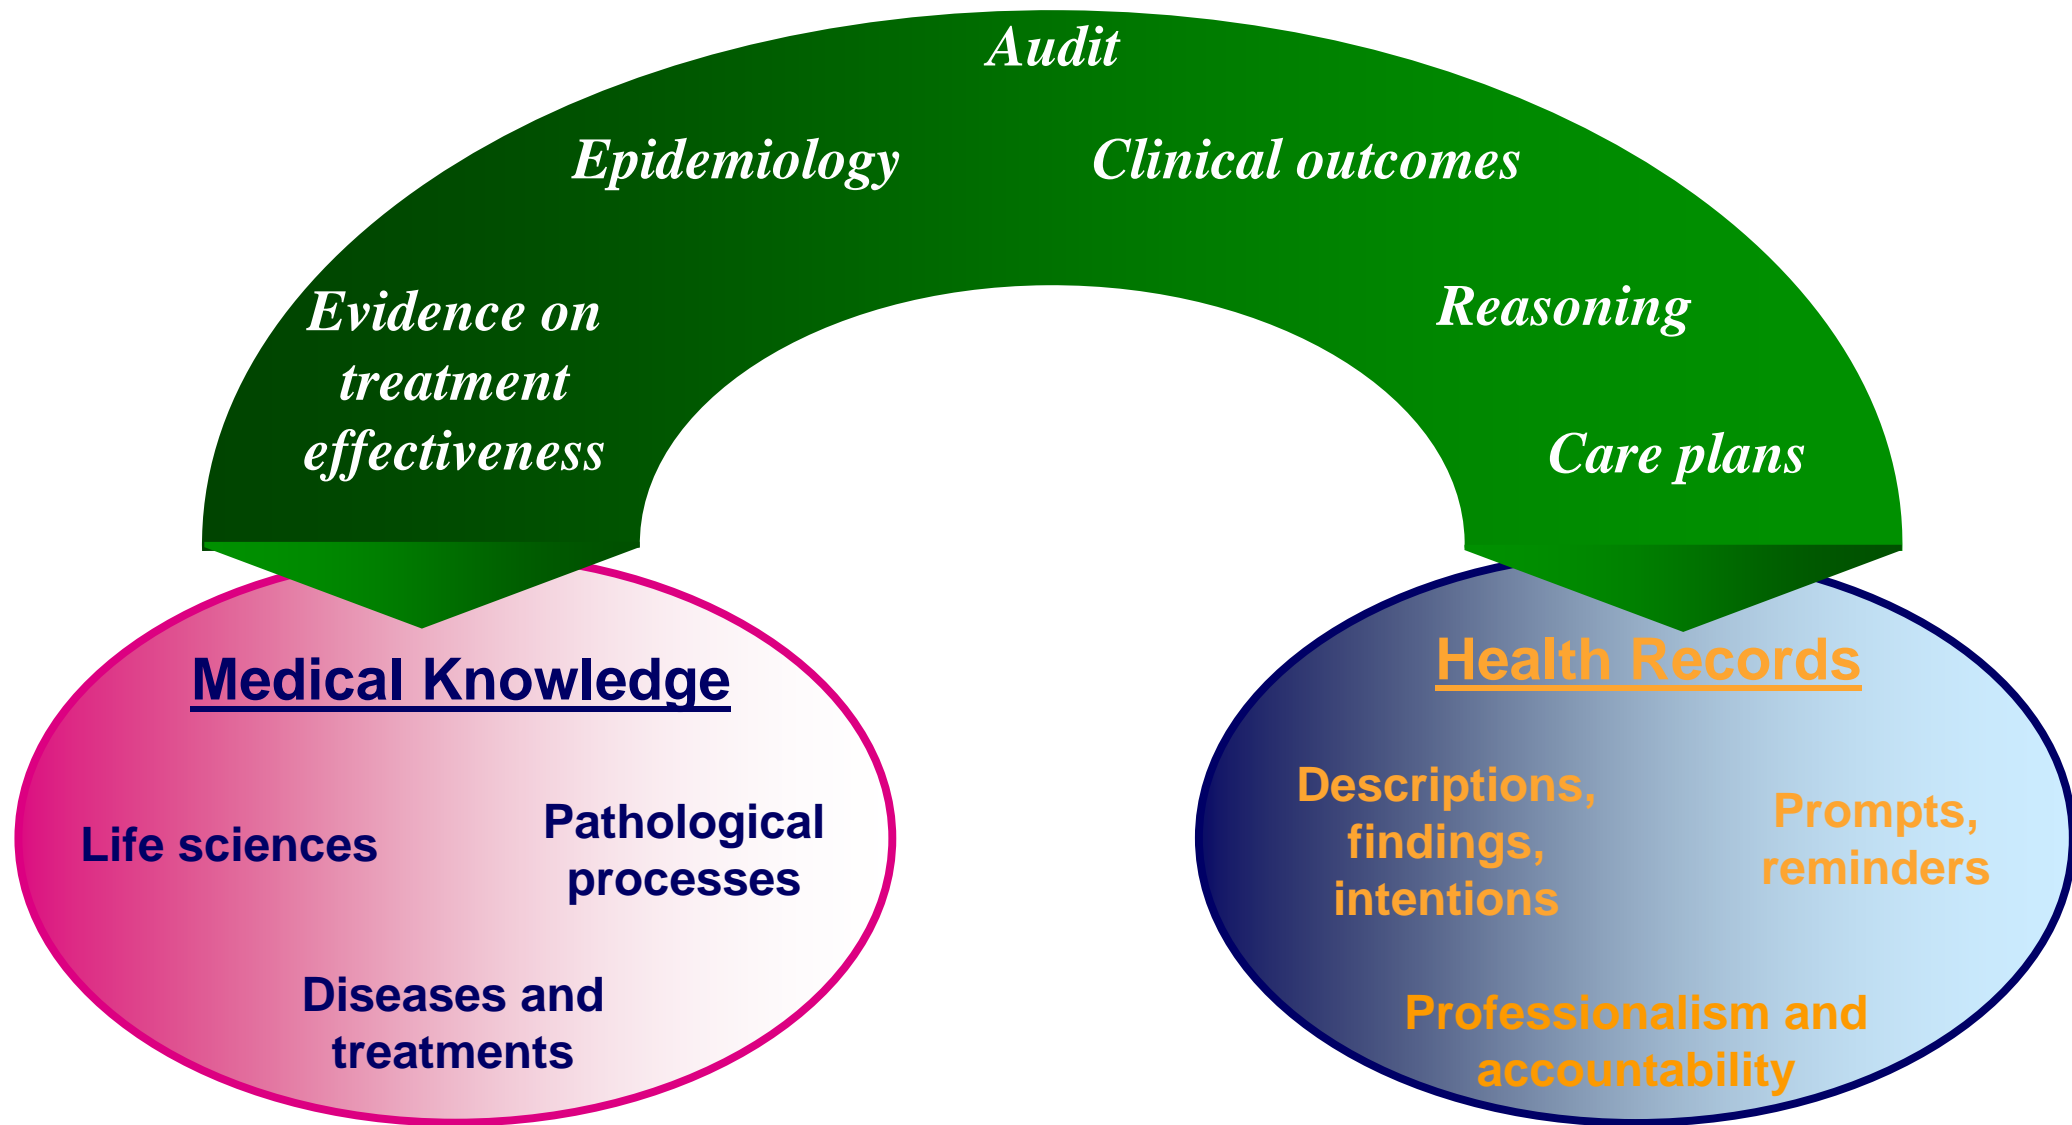 Audit
Epidemiology
Clinical outcomes
Evidence on
treatment
effectiveness
Reasoning
Care plans
Medical Knowledge
Life sciences
Pathological
processes
Diseases and
treatments
Health Records
Descriptions,
findings,
intentions
Prompts,
reminders
Professionalism and
accountability